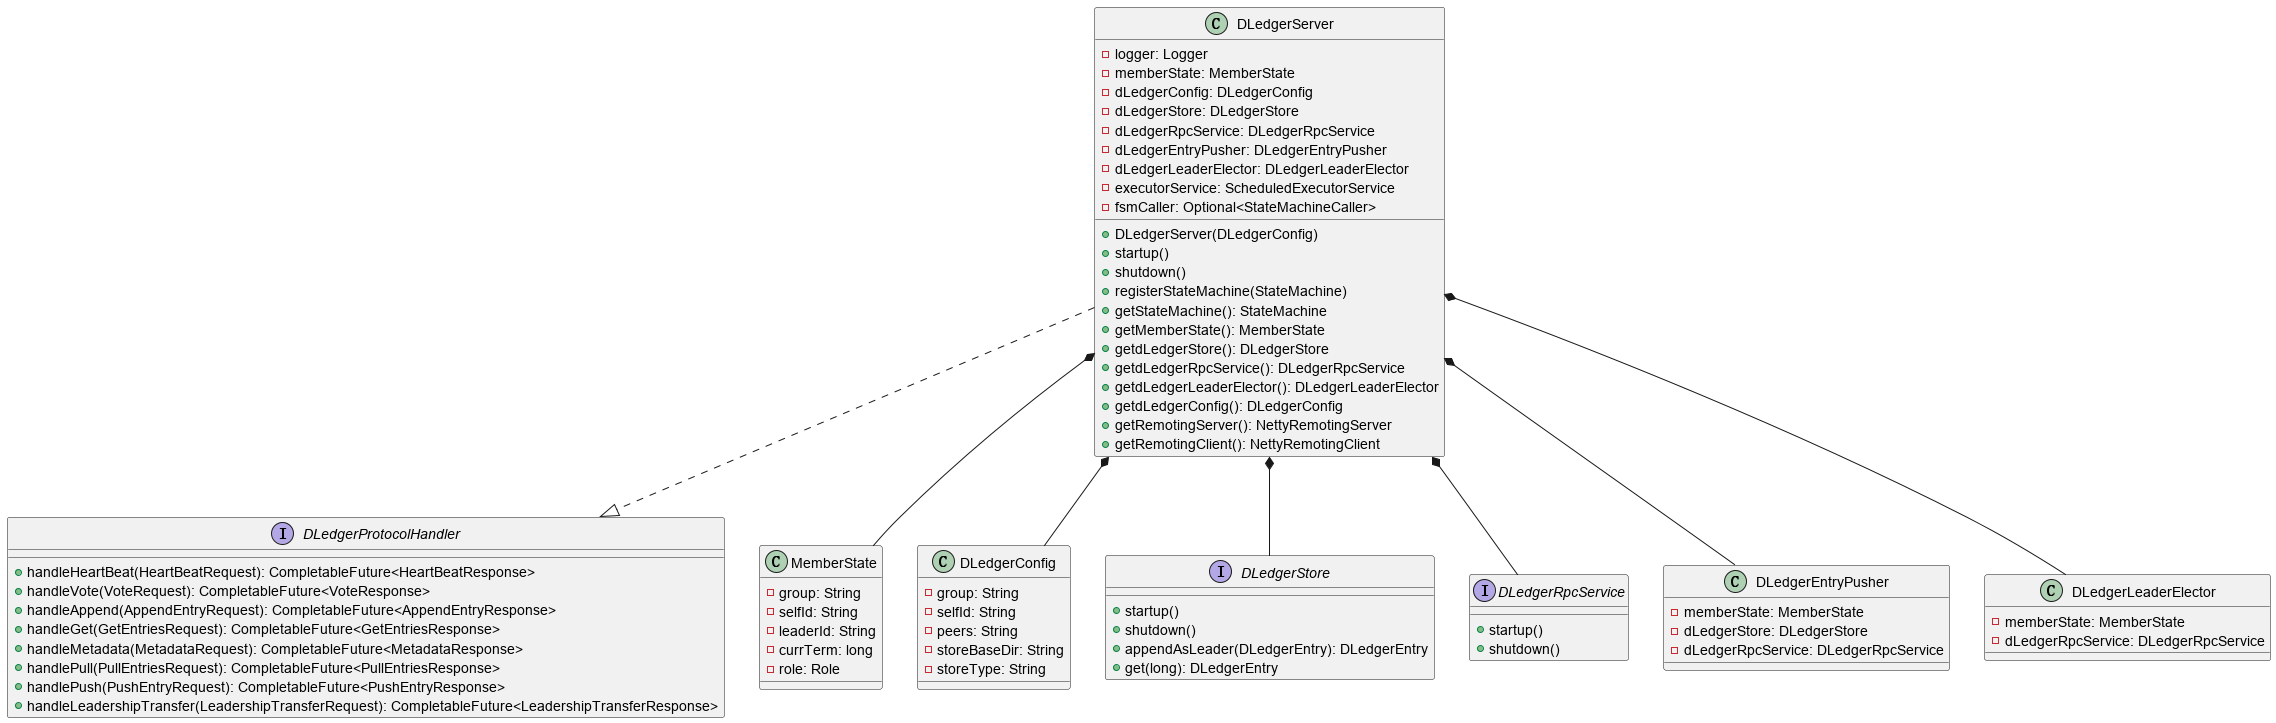 C DLedgerServer
logger: Logger
memberState: MemberState
dLedgerConfig: DLedgerConfig
dLedgerStore: DLedgerStore
dLedgerRpcService: DLedgerRpcService
dLedgerEntryPusher: DLedgerEntryPusher
dLedgerLeaderElector: DLedgerLeaderElector
executorService: ScheduledExecutorService
fsmCaller: Optional<StateMachineCaller>
DLedgerServer(DLedgerConfig)
startup()
shutdown()
registerStateMachine(StateMachine)
getStateMachine(): StateMachine
getMemberState(): MemberState
getdLedgerStore(): DLedgerStore
getdLedgerRpcService(): DLedgerRpcService
getdLedgerLeaderElector(): DLedgerLeaderElector
getdLedgerConfig(): DLedgerConfig
getRemotingServer(): NettyRemotingServer
getRemotingClient(): NettyRemotingClient
I DLedgerProtocolHandler
handleHeartBeat(HeartBeatRequest): CompletableFuture<HeartBeatResponse>
handleVote(VoteRequest): CompletableFuture<VoteResponse>
handleAppend(AppendEntryRequest): CompletableFuture<AppendEntryResponse>
handleGet(GetEntriesRequest): CompletableFuture<GetEntriesResponse>
handleMetadata(MetadataRequest): CompletableFuture<MetadataResponse>
handlePull(PullEntriesRequest): CompletableFuture<PullEntriesResponse>
handlePush(PushEntryRequest): CompletableFuture<PushEntryResponse>
handleLeadershipTransfer(LeadershipTransferRequest): CompletableFuture<LeadershipTransferResponse>
C MemberState
group: String
selfId: String
leaderId: String
currTerm: long
role: Role
C DLedgerConfig
group: String
selfId: String
peers: String
storeBaseDir: String
storeType: String
I DLedgerStore
startup()
shutdown()
appendAsLeader(DLedgerEntry): DLedgerEntry
get(long): DLedgerEntry
I DLedgerRpcService
startup()
shutdown()
C DLedgerEntryPusher
memberState: MemberState
dLedgerStore: DLedgerStore
dLedgerRpcService: DLedgerRpcService
C DLedgerLeaderElector
memberState: MemberState
dLedgerRpcService: DLedgerRpcService